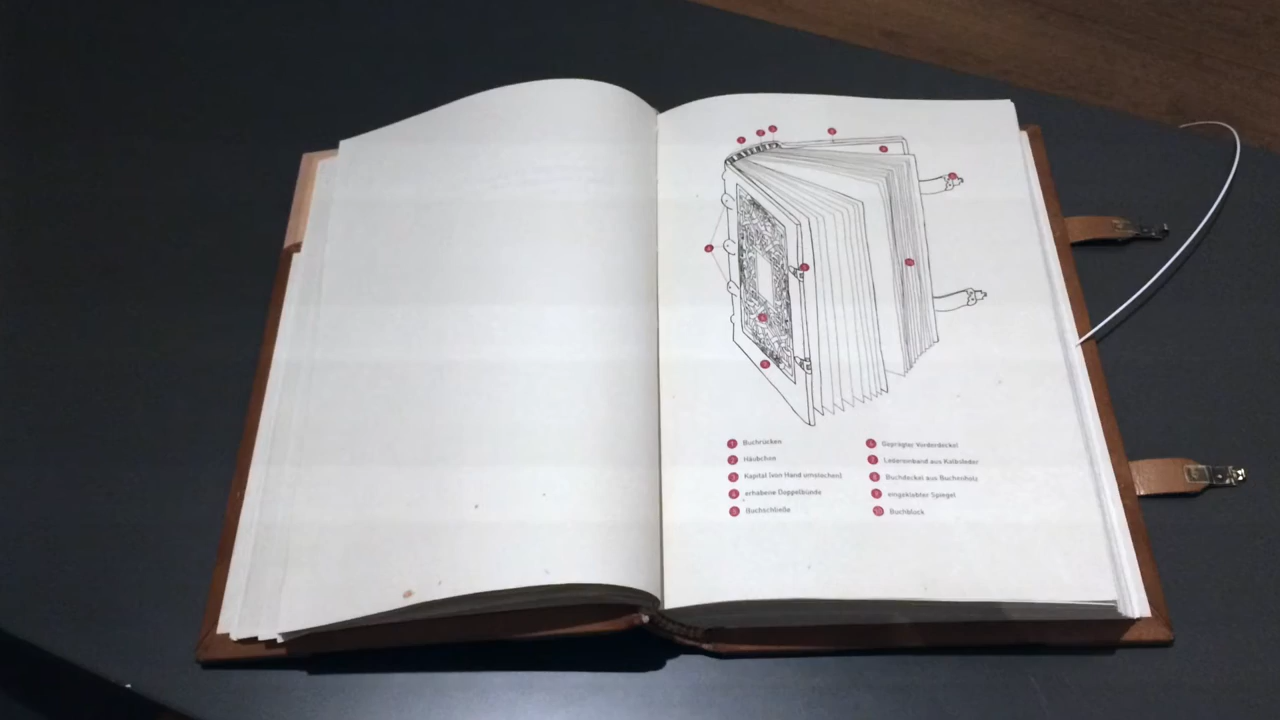 1 Buchrücken
2 Häubchen
3 Kapital (von Hand umstochen)
4 erhabene Doppelbünde
5 Buchschließe
6 Geprägter Vorderdeckel
7 Ledereinband aus Kalbsleder
8 Buchdeckel aus Buchenholz
9 eingeklebter Spiegel
10 Buchblock